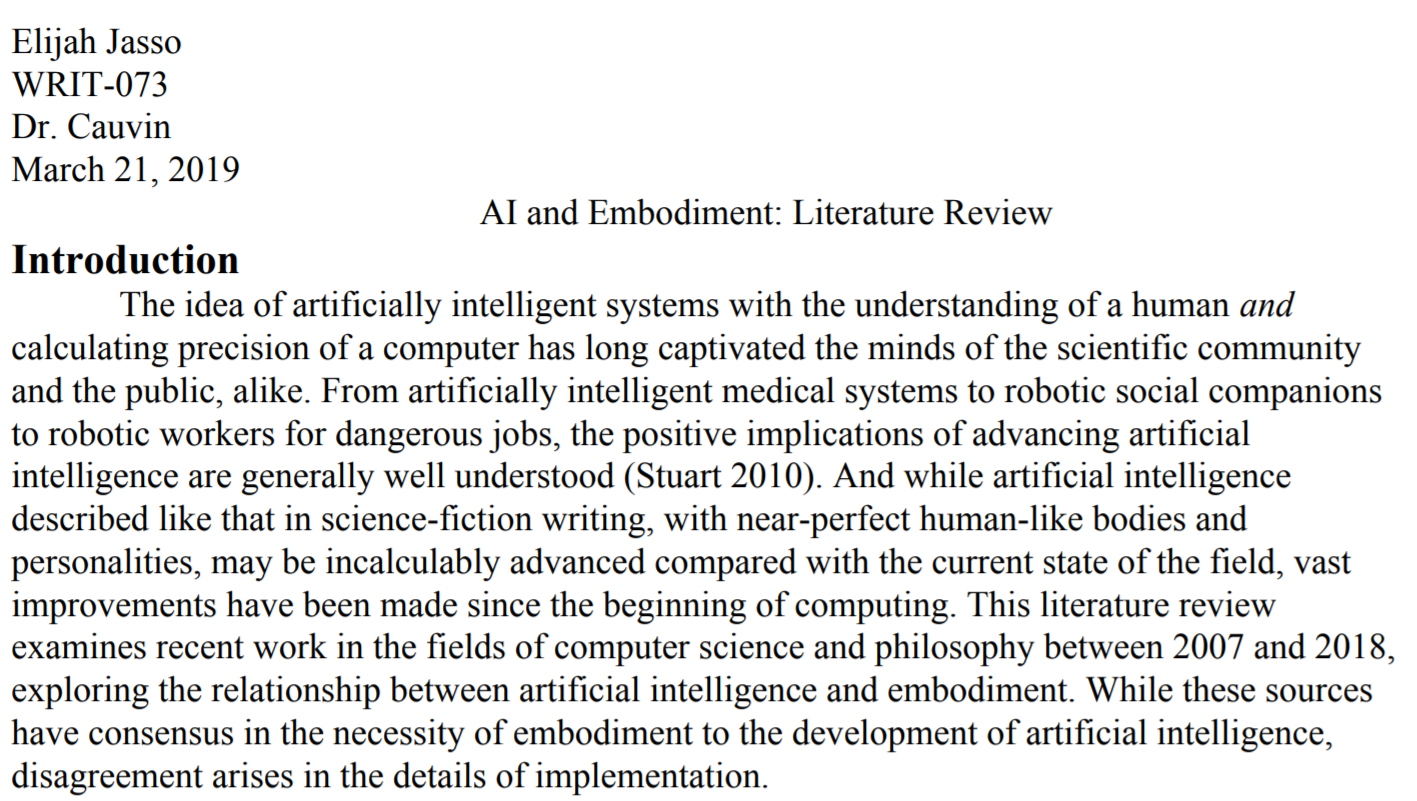 Elijah Jasso
WRIT-073
Dr. Cauvin
March 21, 2019
AI and Embodiment: Literature Review
Introduction
The idea of artificially intelligent systems with the understanding of a human and
calculating precision of a computer has long captivated the minds of the scientific community
and the public, alike. From artificially intelligent medical systems to robotic social companions
to robotic workers for dangerous jobs, the positive implications of advancing artificial
intelligence are generally well understood (Stuart 2010). And while artificial intelligence
described like that in science-fiction writing, with near-perfect human-like bodies and
personalities, may be incalculably advanced compared with the current state of the field, vast
improvements have been made since the beginning of computing. This literature review
examines recent work in the fields of computer science and philosophy between 2007 and 2018,
exploring the relationship between artificial intelligence and embodiment. While these sources
have consensus in the necessity of embodiment to the development of artificial intelligence,
disagreement arises in the details of implementation.